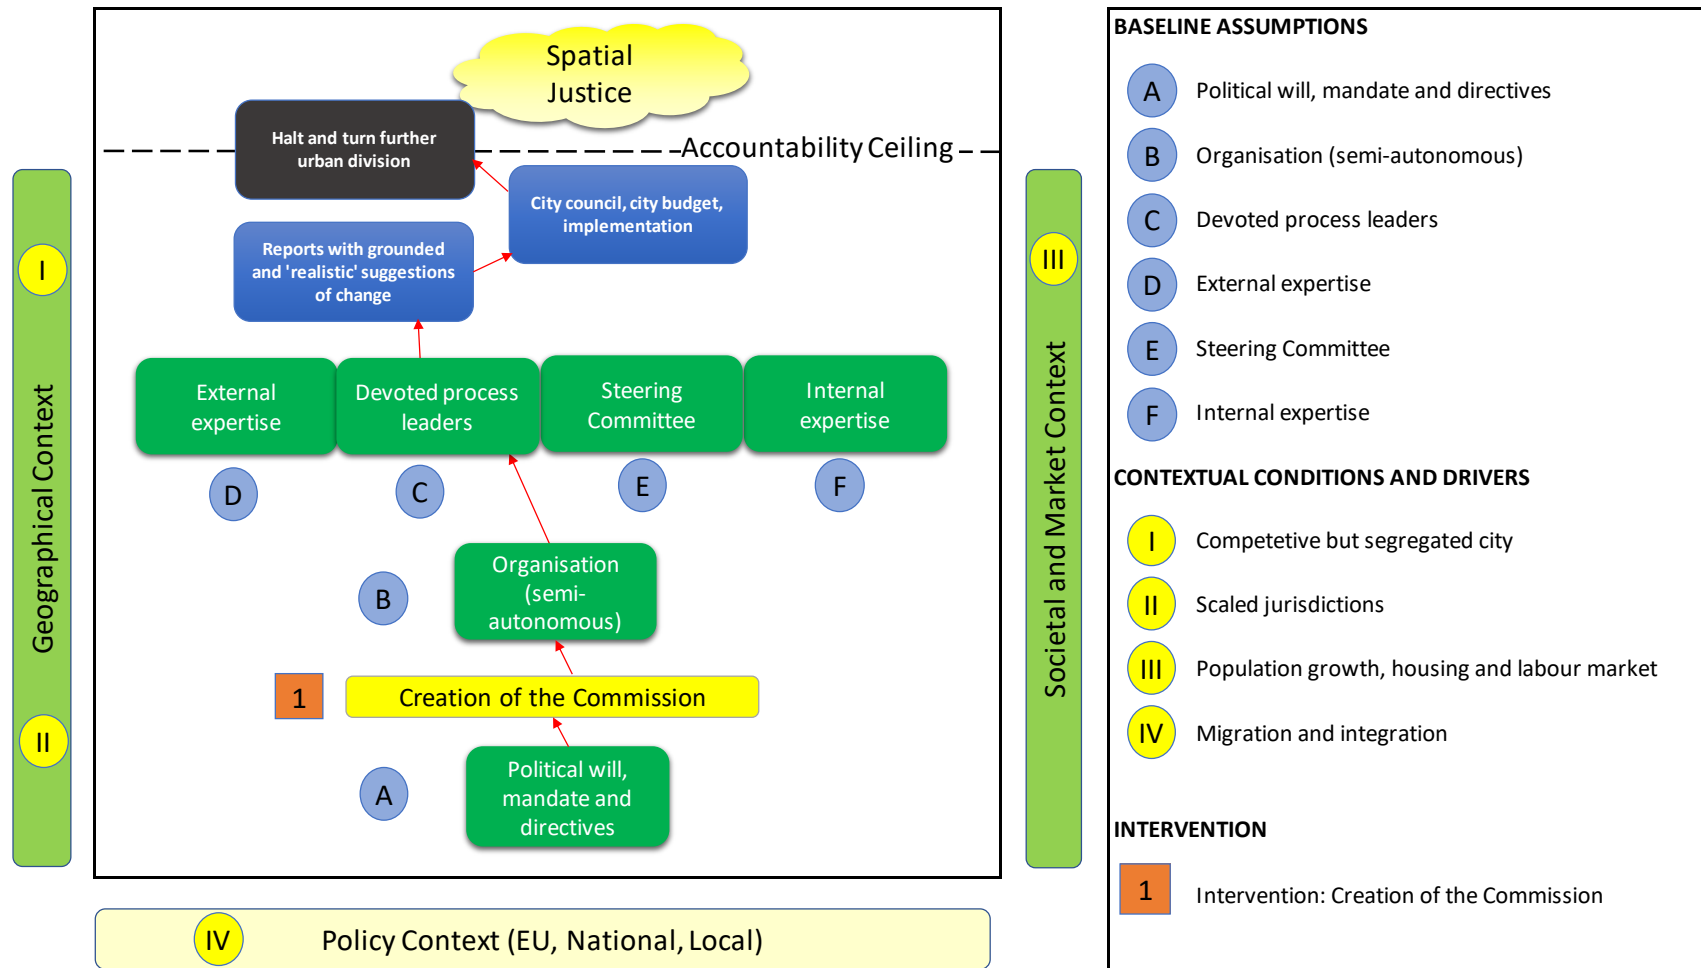 Spatial
Justice
Halt and turn further
urban division
Accountability Ceiling
City council, city budget,
implementation
Reports with grounded
and 'realistic' suggestions
of change
External
expertise
Devoted process
leaders
Steering
Committee
Internal
expertise
D
C
E
F
Organisation
(semi-
autonomous)
B
1
Creation of the Commission
Political will,
mandate and
directives
A
I
Geographical Context
II
III
Societal and Market Context
IV
Policy Context (EU, National, Local)
BASELINE ASSUMPTIONS
A Political will, mandate and directives
B Organisation (semi-autonomous)
C Devoted process leaders
D External expertise
E Steering Committee
F Internal expertise
CONTEXTUAL CONDITIONS AND DRIVERS
I Competetive but segregated city
II Scaled jurisdictions
III Population growth, housing and labour market
IV Migration and integration
INTERVENTION
1 Intervention: Creation of the Commission